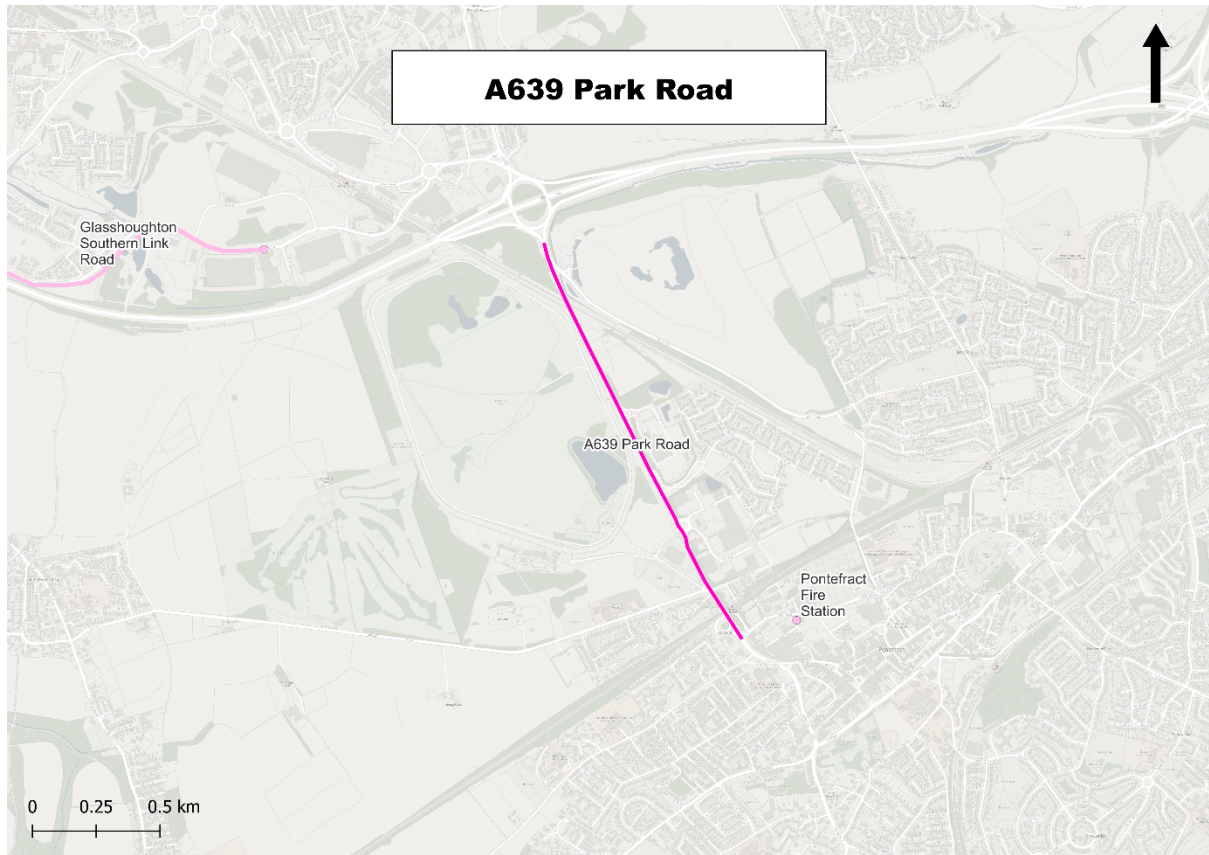 A639 Park Road
Glasshoughton
Southern Link
Road
A639 Park Road
Pontefract
Fire
Station
Pontefract
0
0.25
0.5 km